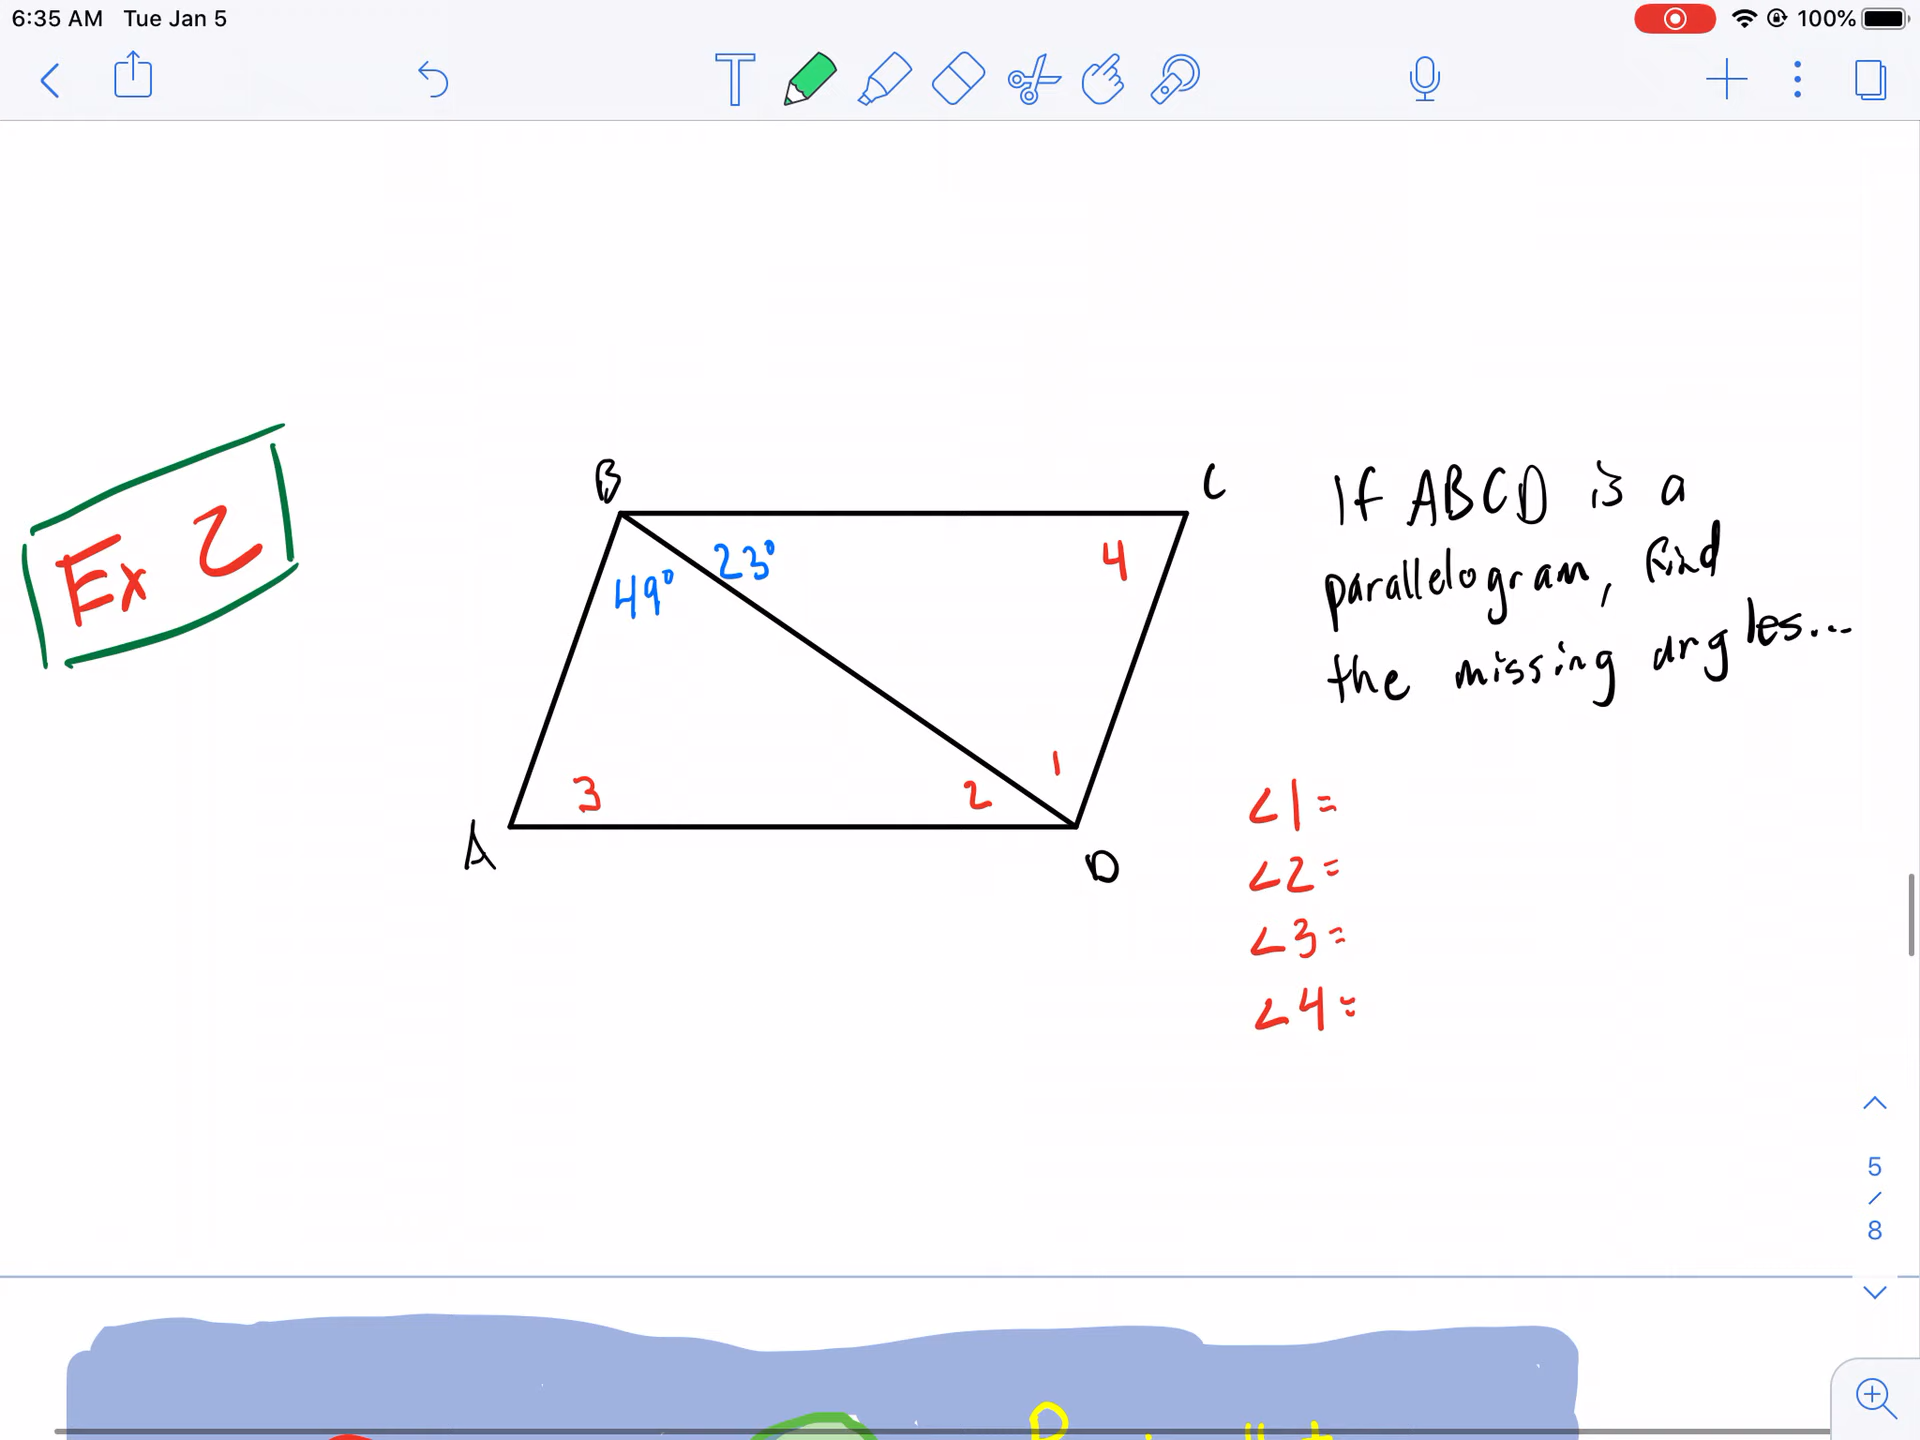 6:35 AM Tue Jan 5
100%
T
Ex 2
B
C
23°
49°
4
3
2
1
A
D
If ABCD is a
parallelogram, find
the missing angles...
<1=
<2=
<3=
<4=
5
/
8